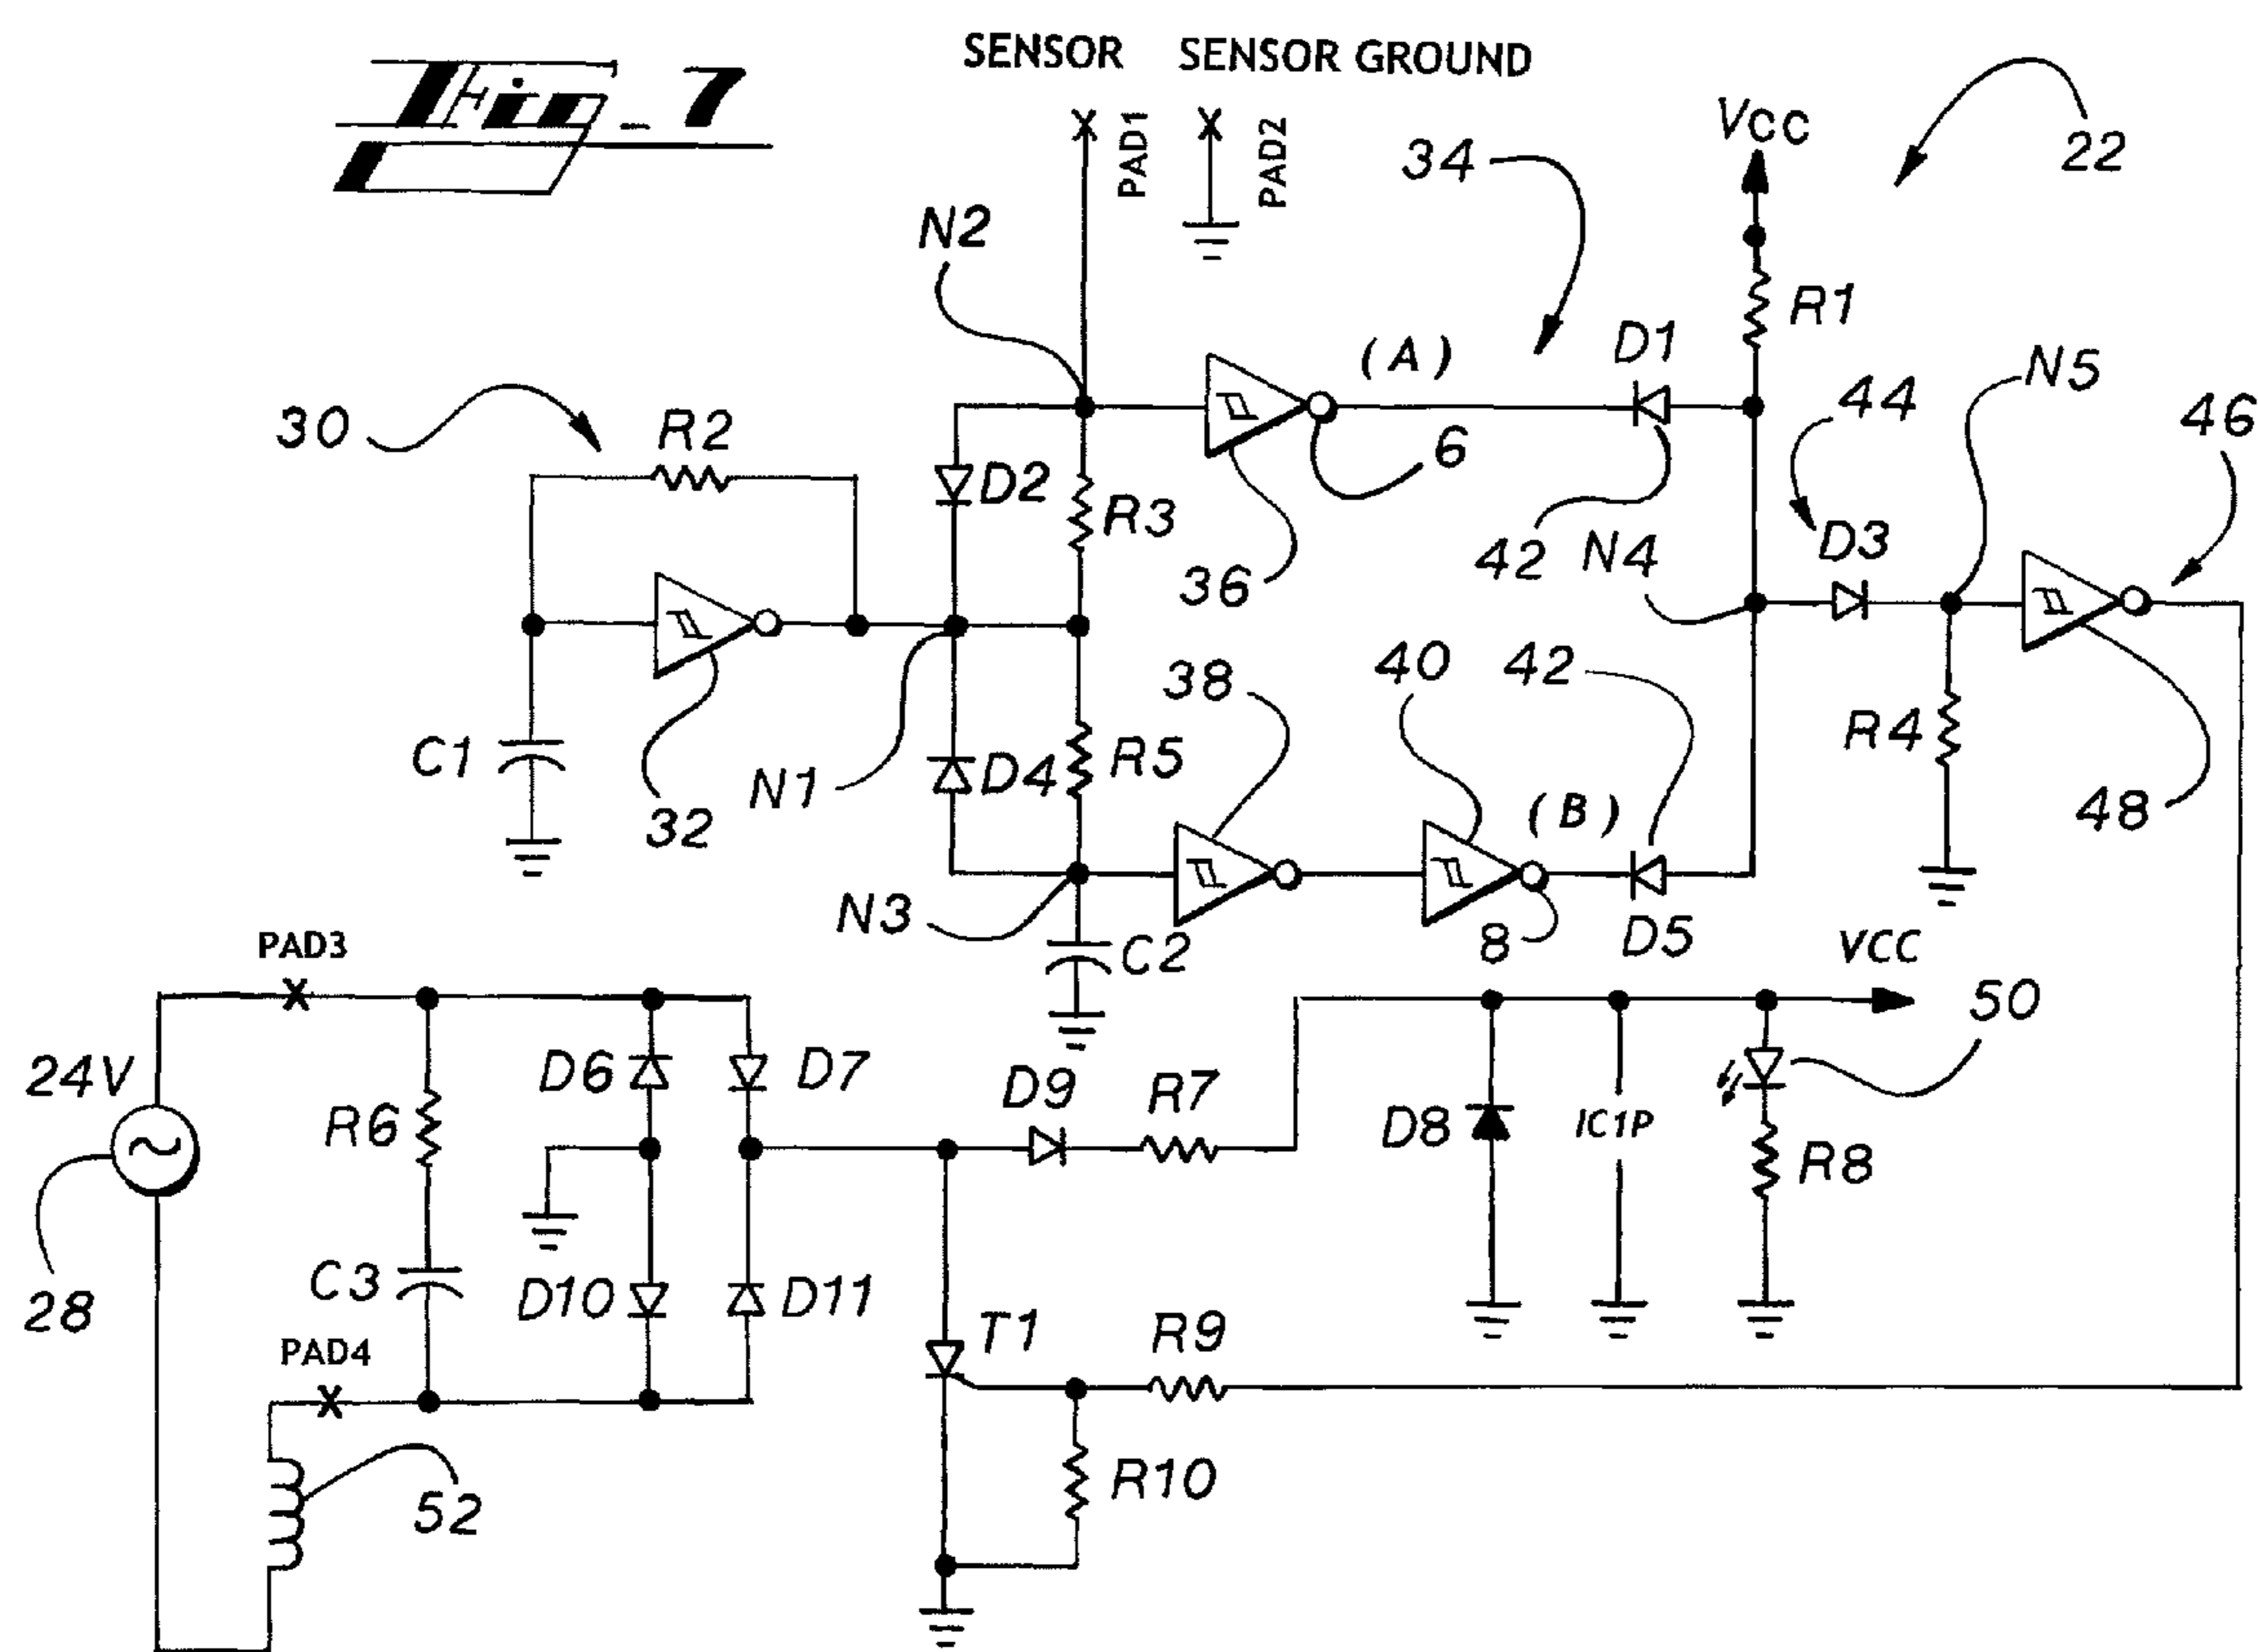 Fig_7
SENSOR SENSOR GROUND
PAD1
PAD2
VCC
22
34
N2
R1
(A)
D1
N5
44
46
30
R2
6
D2
R3
36
42
N4
D3
38
40
42
R4
48
C1
32
N1
D4
R5
(B)
N3
C2
8
D5
VCC
50
PAD3
24V
R6
D6
D7
D9
R7
D8
IC1P
R8
28
C3
D10
D11
PAD4
T1
R9
52
R10